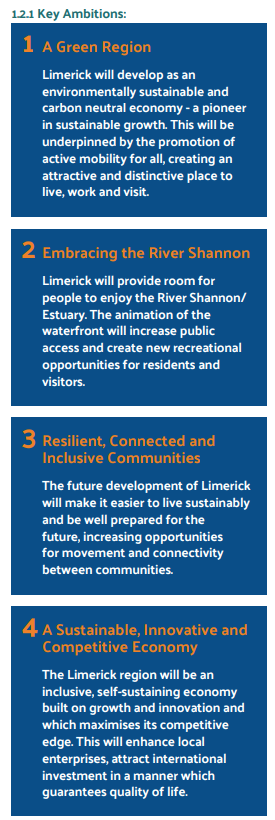 1.2.1 Key Ambitions:
1 A Green Region
Limerick will develop as an
environmentally sustainable and
carbon neutral economy - a pioneer
in sustainable growth. This will be
underpinned by the promotion of
active mobility for all, creating an
attractive and distinctive place to
live, work and visit.
2 Embracing the River Shannon
Limerick will provide room for
people to enjoy the River Shannon/
Estuary. The animation of the
waterfront will increase public
access and create new recreational
opportunities for residents and
visitors.
3 Resilient, Connected and
Inclusive Communities
The future development of Limerick
will make it easier to live sustainably
and be well prepared for the
future, increasing opportunities
for movement and connectivity
between communities.
4 A Sustainable, Innovative and
Competitive Economy
The Limerick region will be an
inclusive, self-sustaining economy
built on growth and innovation and
which maximises its competitive
edge. This will enhance local
enterprises, attract international
investment in a manner which
guarantees quality of life.